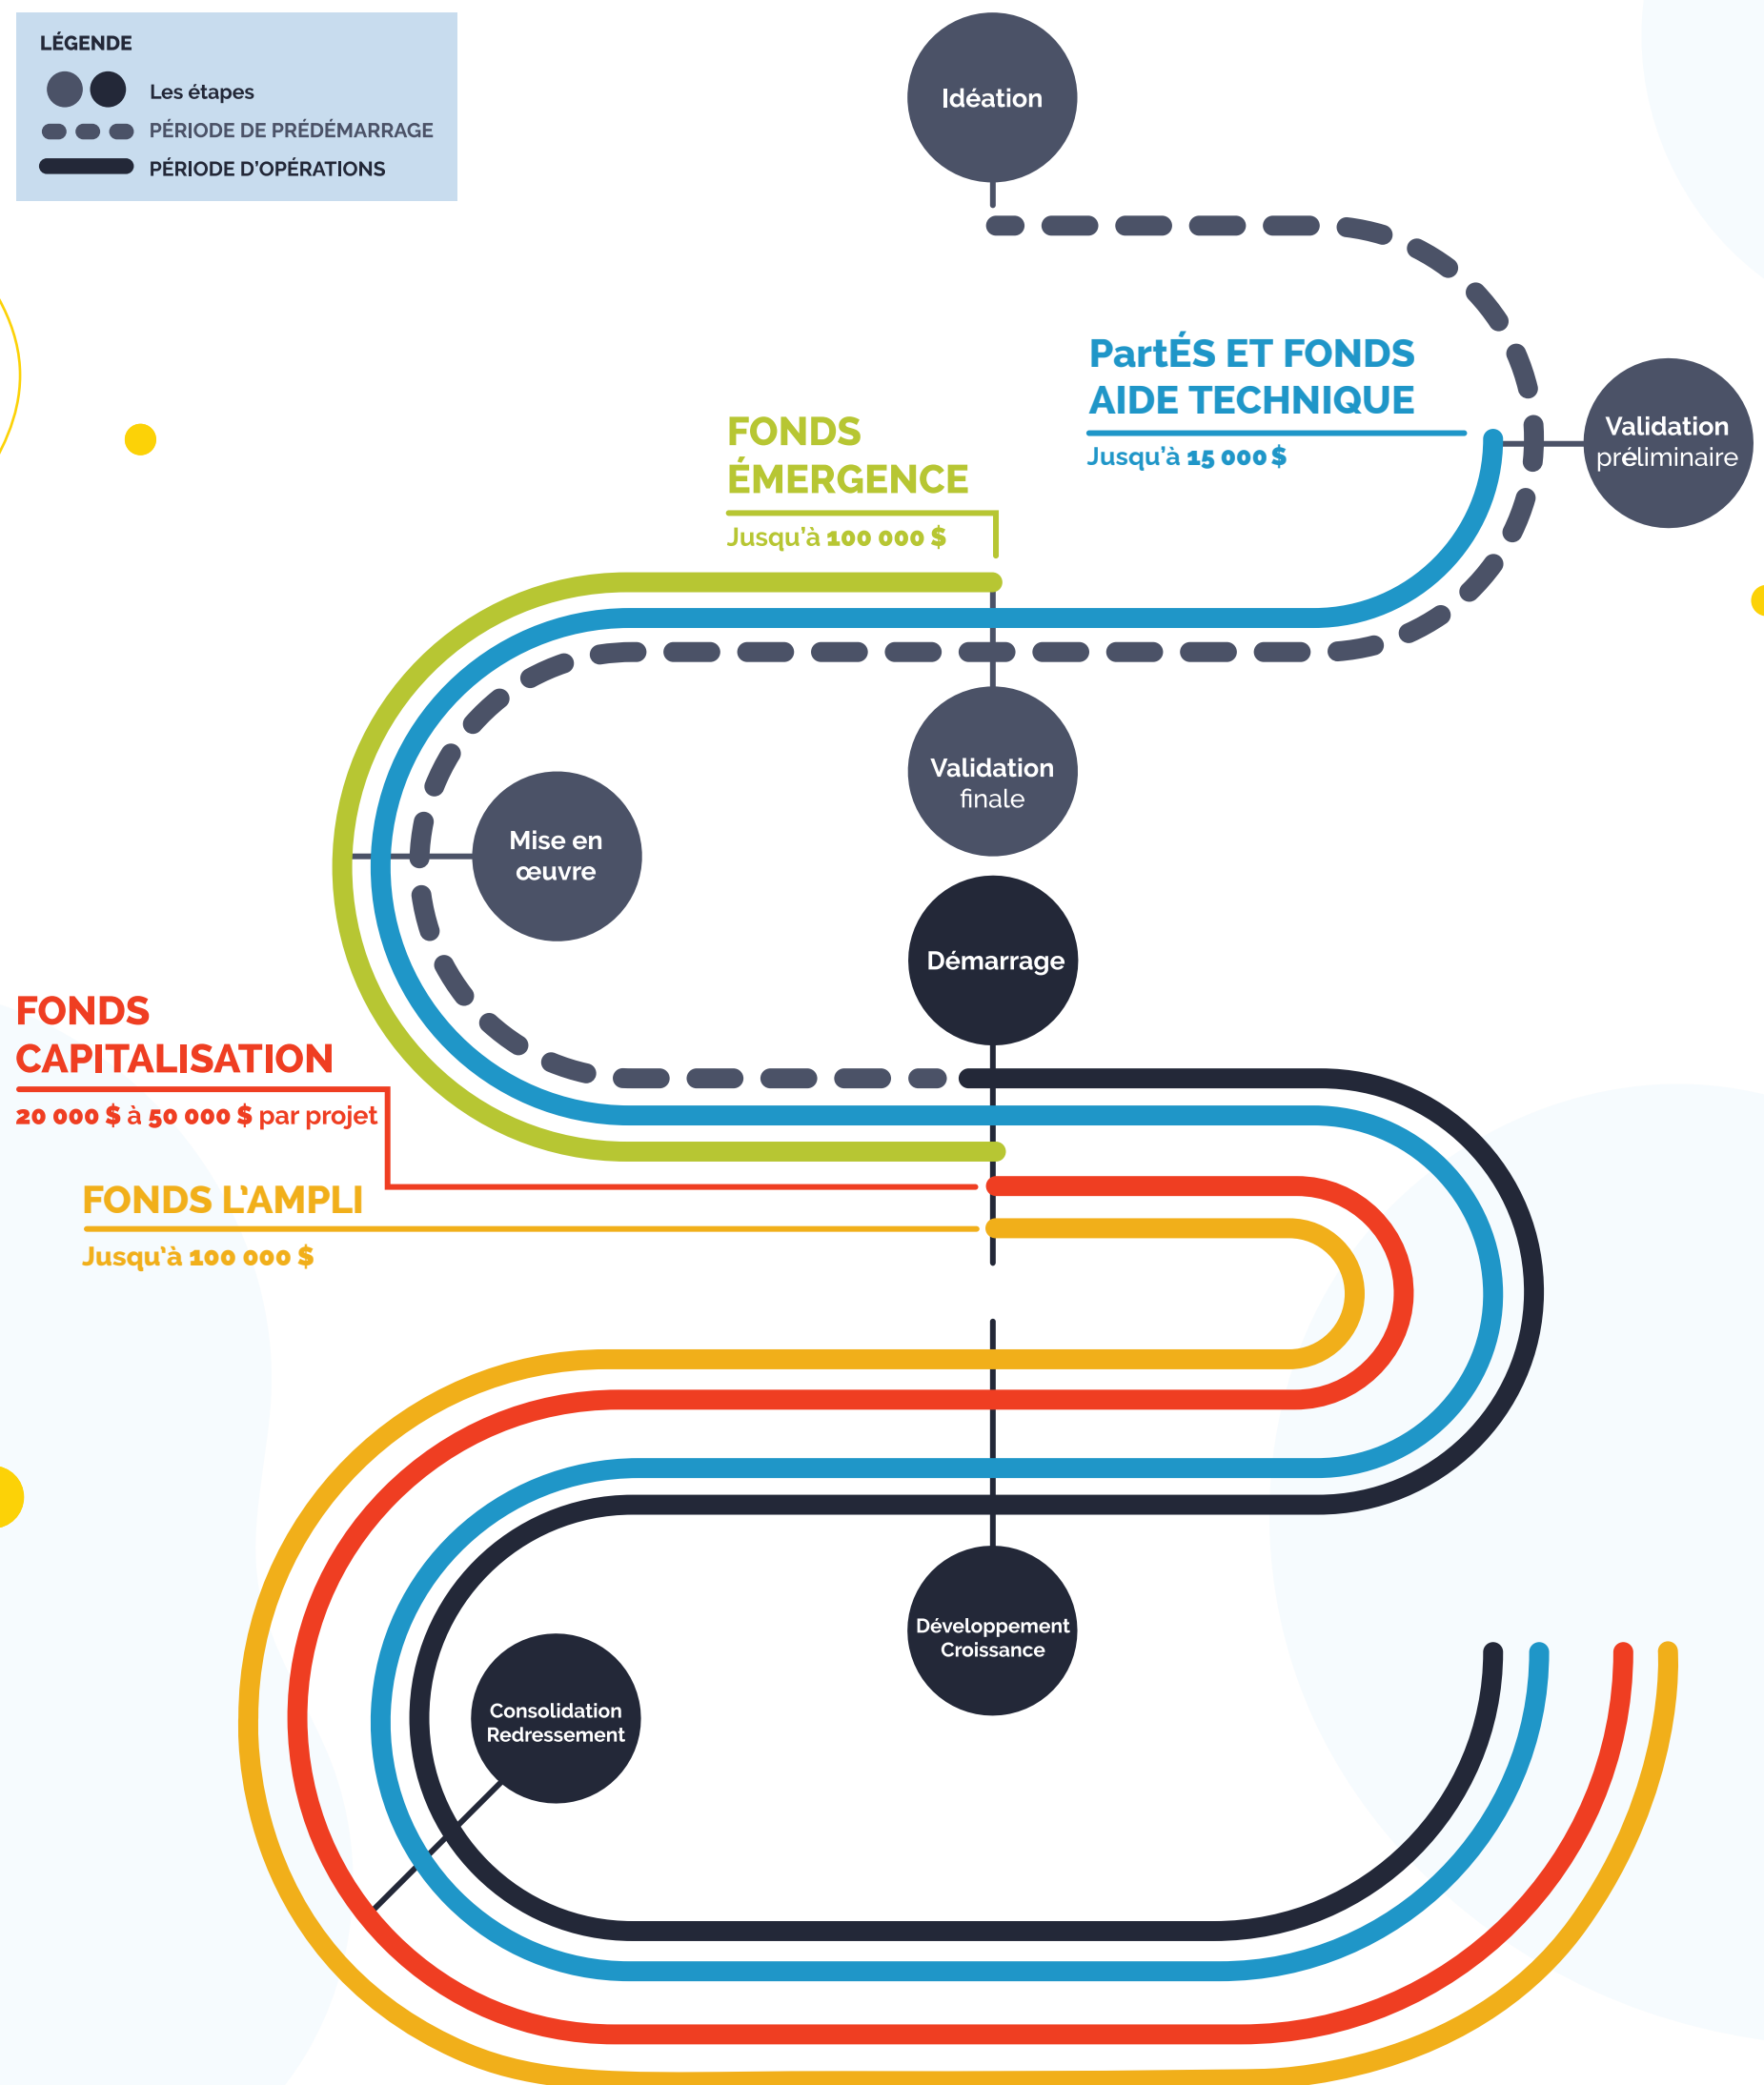 LÉGENDE
Les étapes
PÉRIODE DE PRÉDÉMARRAGE
PÉRIODE D'OPÉRATIONS
Idéation
PartÉS ET FONDS
AIDE TECHNIQUE
Jusqu'à 15 000 $
Validation
préliminaire
FONDS
ÉMERGENCE
Jusqu'à 100 000 $
Validation
finale
Mise en
œuvre
Démarrage
FONDS
CAPITALISATION
20 000 $ à 50 000 $ par projet
FONDS L'AMPLI
Jusqu'à 100 000 $
Développement
Croissance
Consolidation
Redressement